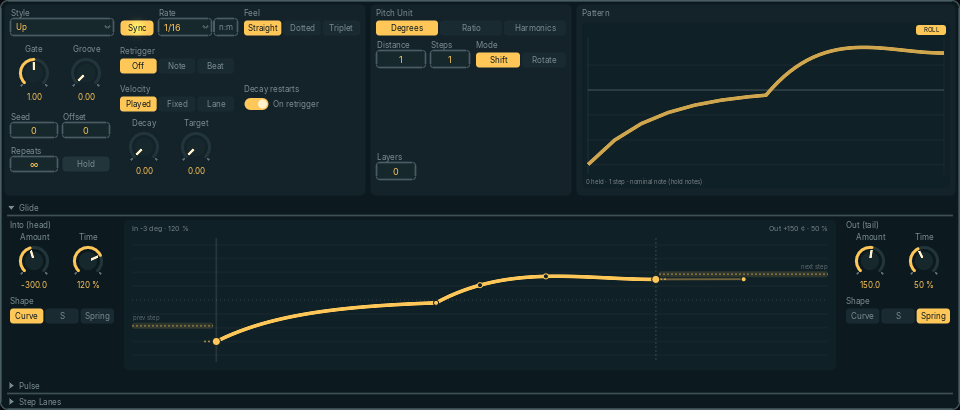 Style
Up
Sync
Rate
1/16
n:m
Feel
Straight Dotted Triplet
Gate
1.00
Groove
0.00
Retrigger
Off Note Beat
Velocity
Played Fixed Lane
Decay restarts
On retrigger
Seed
0
Offset
0
Decay
0.00
Target
0.00
Repeats
∞
Hold
Pitch Unit
Degrees Ratio Harmonics
Distance
1
Steps
1
Mode
Shift Rotate
Layers
0
Pattern
ROLL
0 held · 1 step · nominal note (hold notes)
Glide
Into (head)
Amount
-300.0
Time
120 %
Shape
Curve S Spring
In -3 deg · 120 %
Out +150 ¢ · 50 %
prev step
next step
Out (tail)
Amount
150.0
Time
50 %
Shape
Curve S Spring
Pulse
Step Lanes